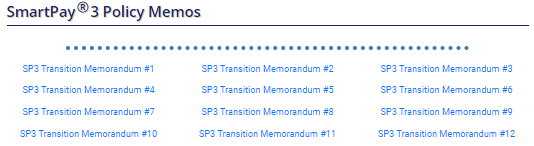 SmartPay®3 Policy Memos
SP3 Transition Memorandum #1 SP3 Transition Memorandum #2 SP3 Transition Memorandum #3
SP3 Transition Memorandum #4 SP3 Transition Memorandum #5 SP3 Transition Memorandum #6
SP3 Transition Memorandum #7 SP3 Transition Memorandum #8 SP3 Transition Memorandum #9
SP3 Transition Memorandum #10 SP3 Transition Memorandum #11 SP3 Transition Memorandum #12